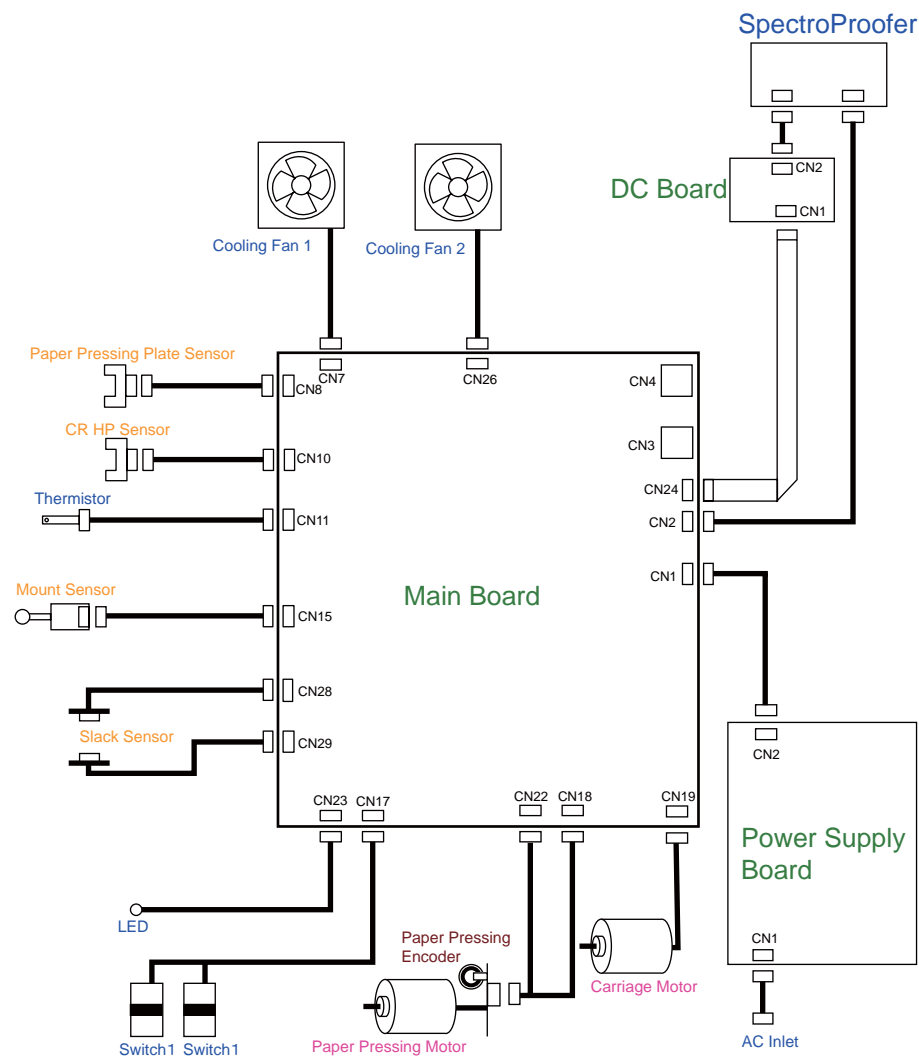 SpectroProofer
CN2
DC Board
CN1
Cooling Fan 1
Cooling Fan 2
Paper Pressing Plate Sensor
CN8
CN7
CN26
CN4
CR HP Sensor
CN10
CN3
Thermistor
CN11
CN24
CN2
Mount Sensor
CN15
Main Board
CN1
CN28
Slack Sensor
CN29
CN23
CN17
CN22
CN18
CN19
CN2
Power Supply
Board
CN1
LED
Paper Pressing
Encoder
Carriage Motor
Switch1
Switch1
Paper Pressing Motor
AC Inlet